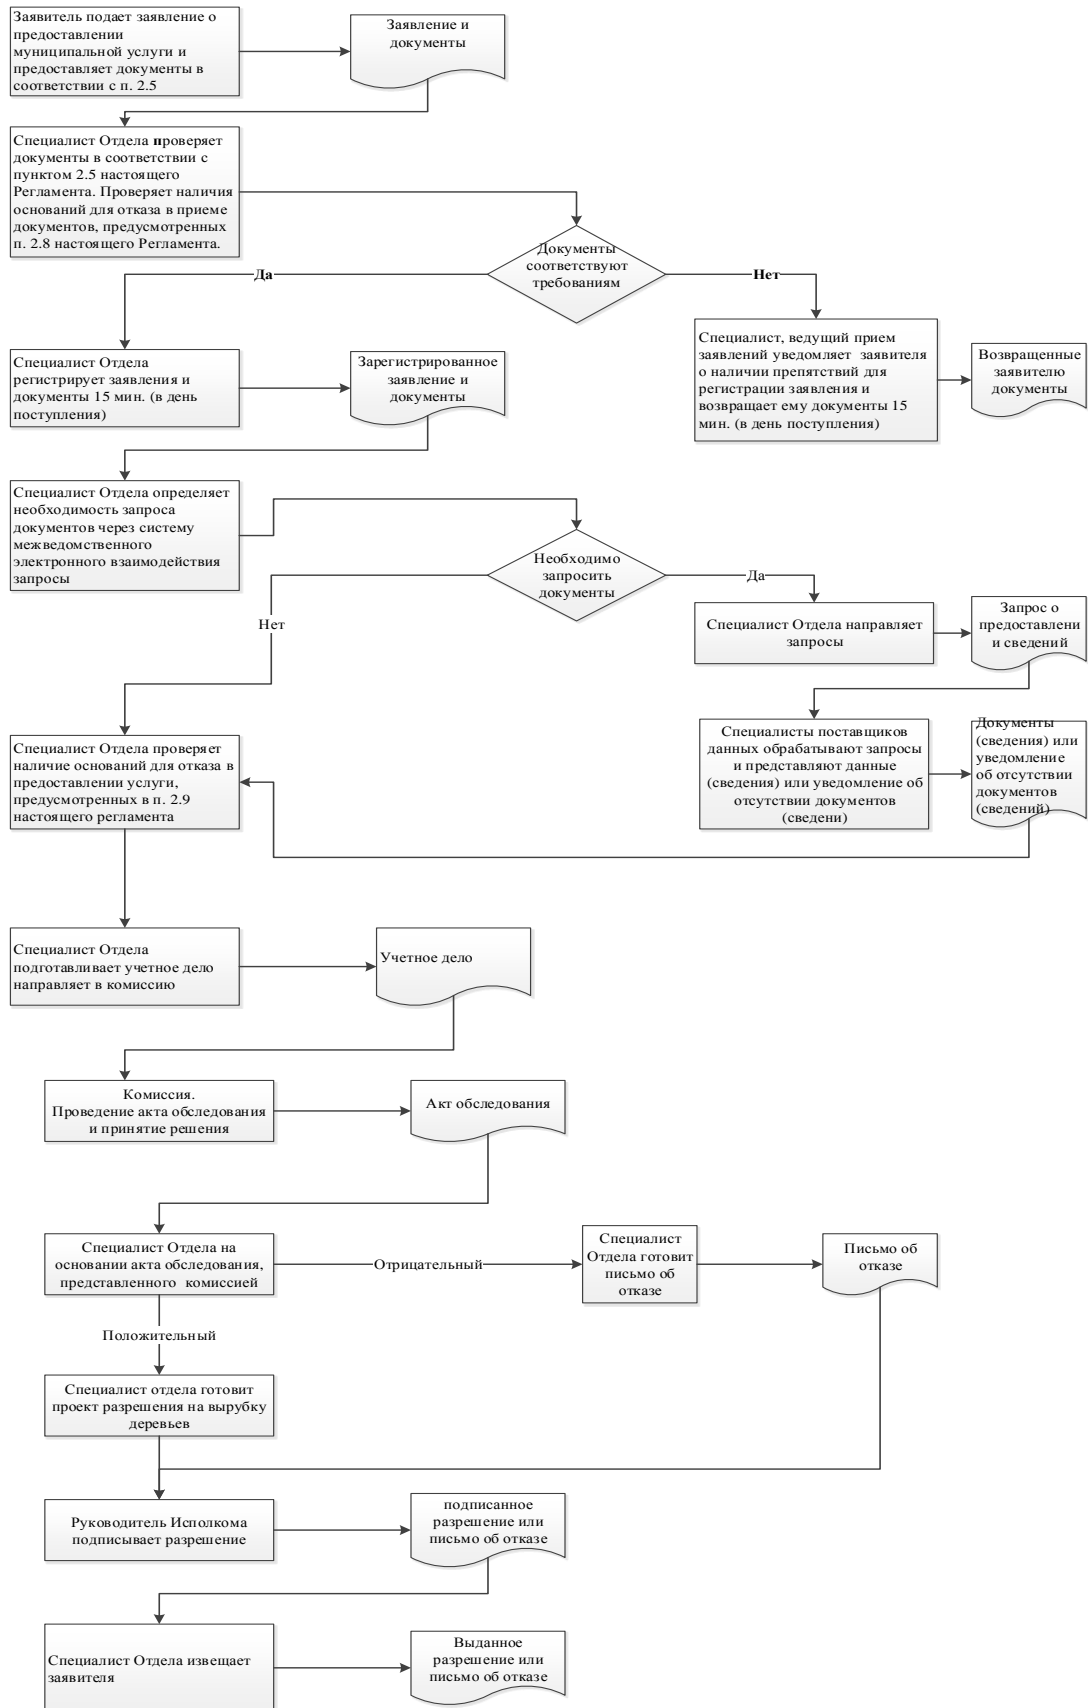 Заявитель подает заявление о
предоставлении
муниципальной услуги и
предоставляет документы в
соответствии с п. 2.5
Заявление и
документы
Специалист Отдела проверяет
документы в соответствии с
пунктом 2.5 настоящего
Регламента. Проверяет наличия
оснований для отказа в приеме
документов, предусмотренных
п. 2.8 настоящего Регламента.
Документы
соответствуют
требованиям
Да
Нет
Специалист Отдела
регистрирует заявления и
документы 15 мин. (в день
поступления)
Зарегистрированное
заявление и
документы
Специалист, ведущий прием
заявлений уведомляет заявителя
о наличии препятствий для
регистрации заявления и
возвращает ему документы 15
мин. (в день поступления)
Возвращенные
заявителю
документы
Специалист Отдела определяет
необходимость запроса
документов через систему
межведомственного
электронного взаимодействия
запросы
Необходимо
запросить
документы
Да
Нет
Специалист Отдела направляет
запросы
Запрос о
предоставлени
и сведений
Специалист Отдела проверяет
наличие оснований для отказа в
предоставлении услуги,
предусмотренных в п. 2.9
настоящего регламента
Специалисты поставщиков
данных обрабатывают запросы
и представляют данные
(сведения) или уведомление об
отсутствии документов
(сведени)
Документы
(сведения) или
уведомление
об отсутствии
документов
(сведений)
Специалист Отдела
подготавливает учетное дело
направляет в комиссию
Учетное дело
Комиссия.
Проведение акта обследования
и принятие решения
Акт обследования
Специалист Отдела на
основании акта обследования,
представленного комиссией
Отрицательный
Специалист
Отдела готовит
письмо об
отказе
Письмо об
отказе
Положительный
Специалист отдела готовит
проект разрешения на вырубку
деревьев
Руководитель Исполкома
подписывает разрешение
подписанное
разрешение или
письмо об отказе
Специалист Отдела извещает
заявителя
Выданное
разрешение или
письмо об отказе